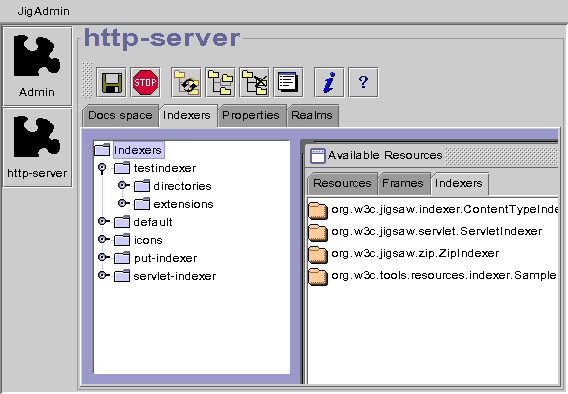 JigAdmin
http-server
Admin
http-server
STOP
i
?
Docs space
Indexers
Properties
Realms
Indexers
testindexer
directories
extensions
default
icons
put-indexer
servlet-indexer
Available Resources
Resources
Frames
Indexers
org.w3c.jigsaw.indexer.ContentTypeInde
org.w3c.jigsaw.servlet.ServletIndexer
org.w3c.jigsaw.zip.ZipIndexer
org.w3c.tools.resources.indexer.Sample